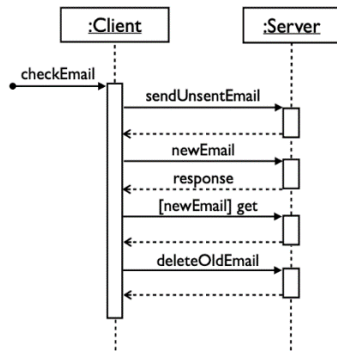 :Client
:Server
checkEmail
sendUnsentEmail
newEmail
response
[newEmail] get
deleteOldEmail